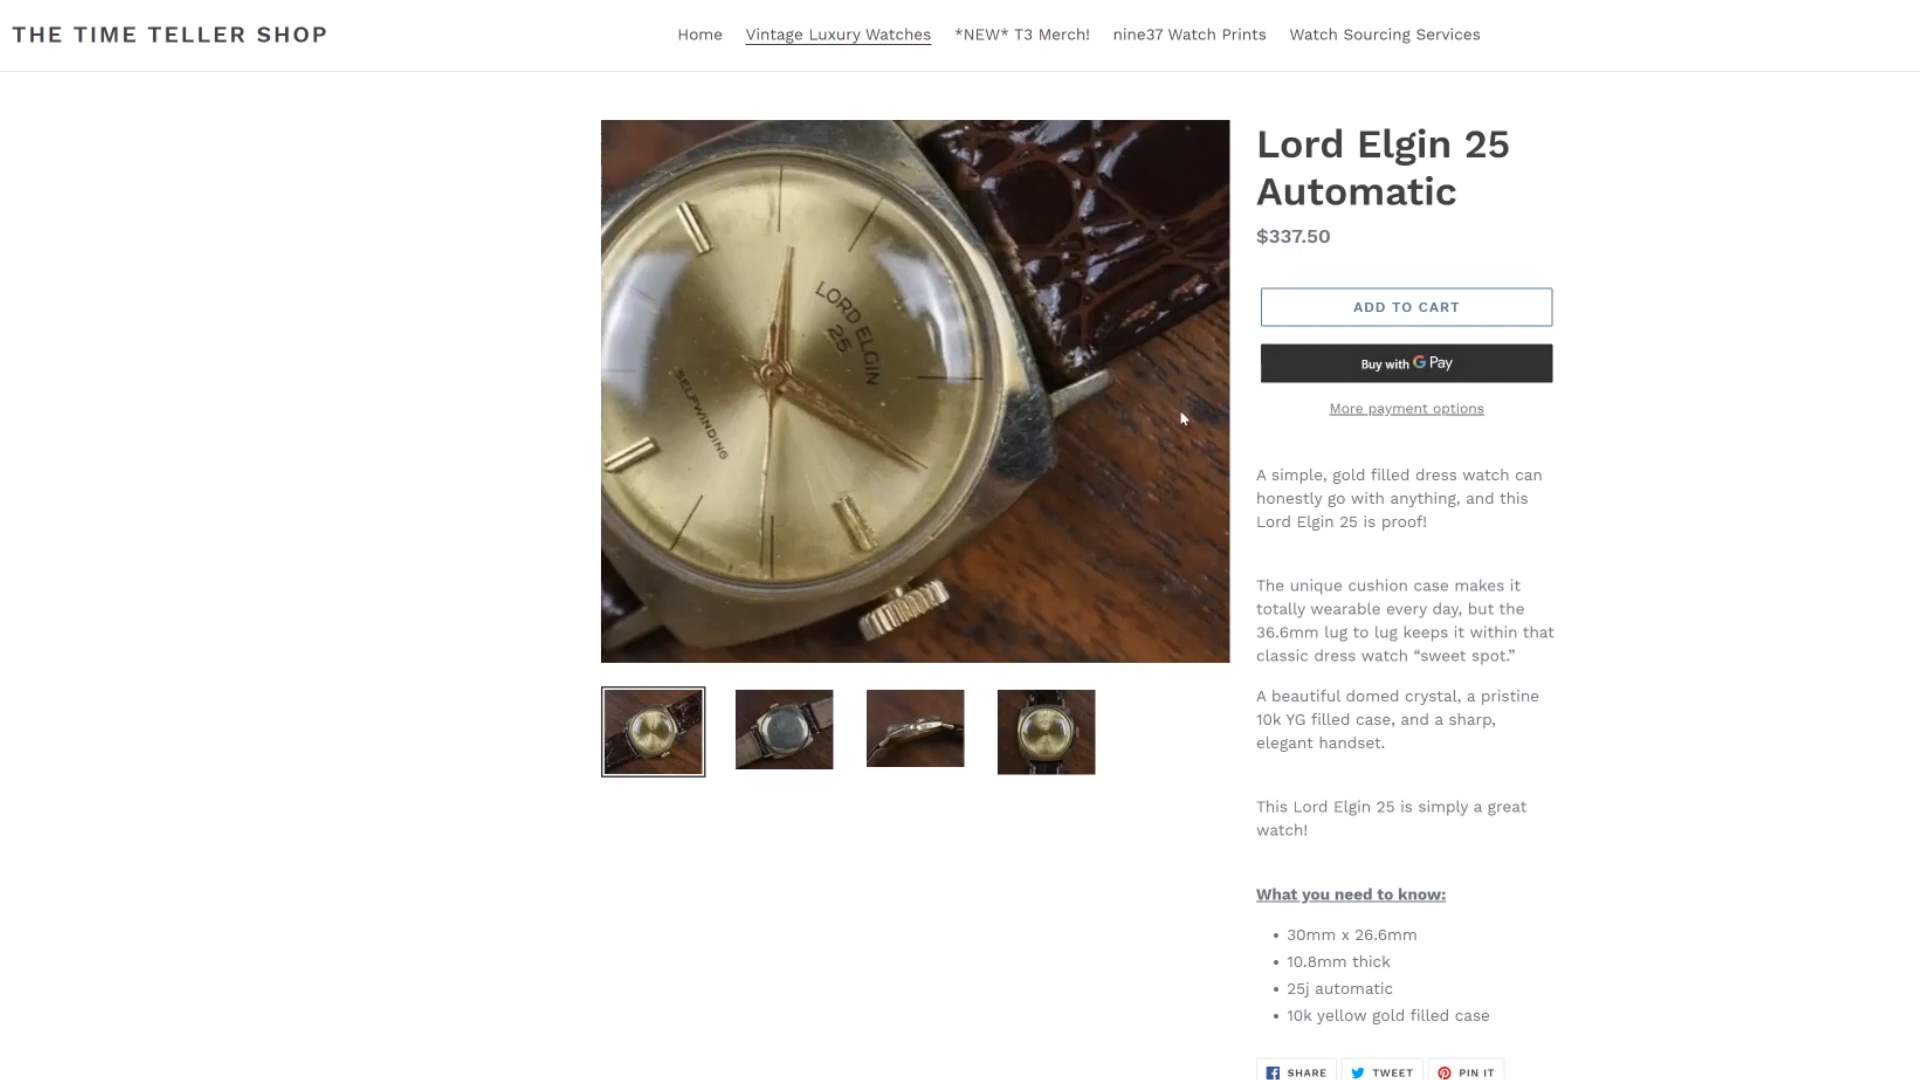 THE TIME TELLER SHOP
Home
Vintage Luxury Watches
*NEW* T3 Merch!
nine37 Watch Prints
Watch Sourcing Services
LORD ELGIN
25
SELFWINDING
Lord Elgin 25
Automatic
$337.50
ADD TO CART
Buy with G Pay
More payment options
A simple, gold filled dress watch can
honestly go with anything, and this
Lord Elgin 25 is proof!
The unique cushion case makes it
totally wearable every day, but the
36.6mm lug to lug keeps it within that
classic dress watch “sweet spot.”
A beautiful domed crystal, a pristine
10k YG filled case, and a sharp,
elegant handset.
This Lord Elgin 25 is simply a great
watch!
What you need to know:
• 30mm x 26.6mm
• 10.8mm thick
• 25j automatic
• 10k yellow gold filled case
SHARE
TWEET
PIN IT